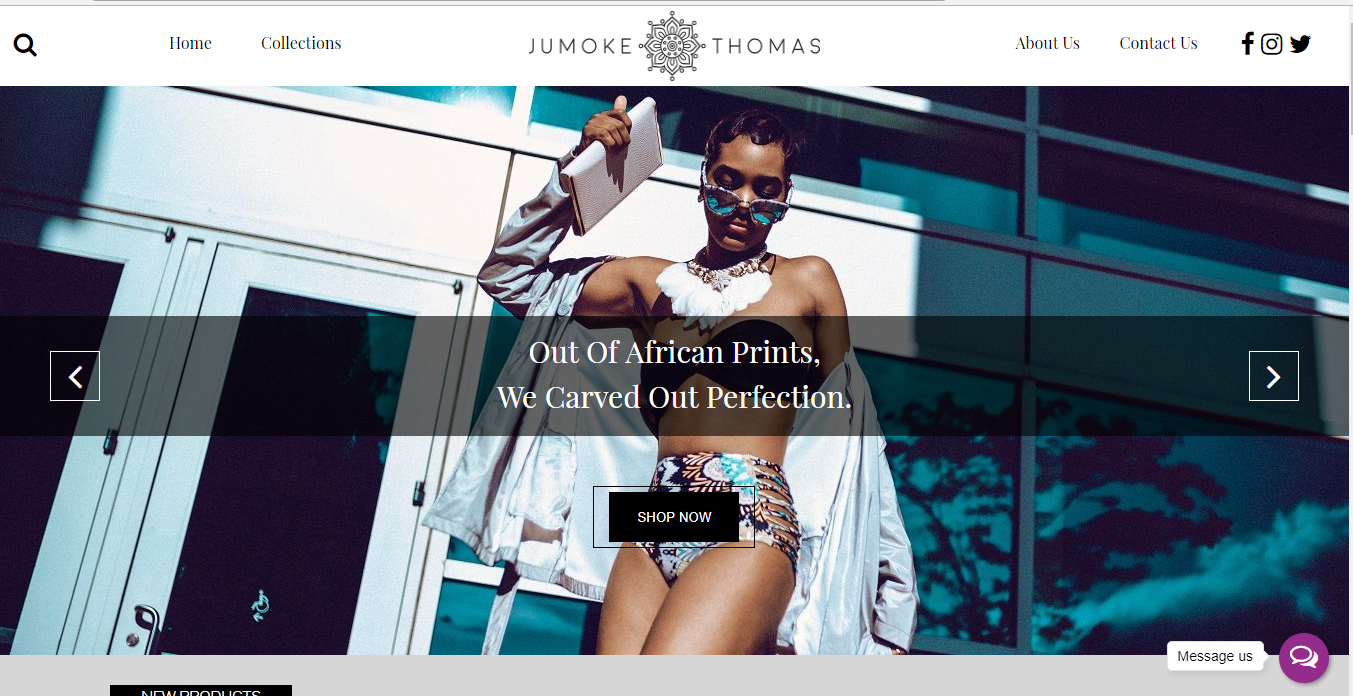 Home
Collections
JUMOKE THOMAS
About Us
Contact Us
Out Of African Prints,
We Carved Out Perfection.
SHOP NOW
Message us
NEW PRODUCTS